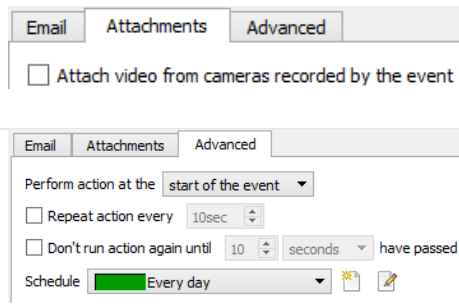 Email Attachments Advanced
Attach video from cameras recorded by the event
Email Attachments Advanced
Perform action at the start of the event
Repeat action every 10sec
Don't run action again until 10 seconds have passed
Schedule Every day